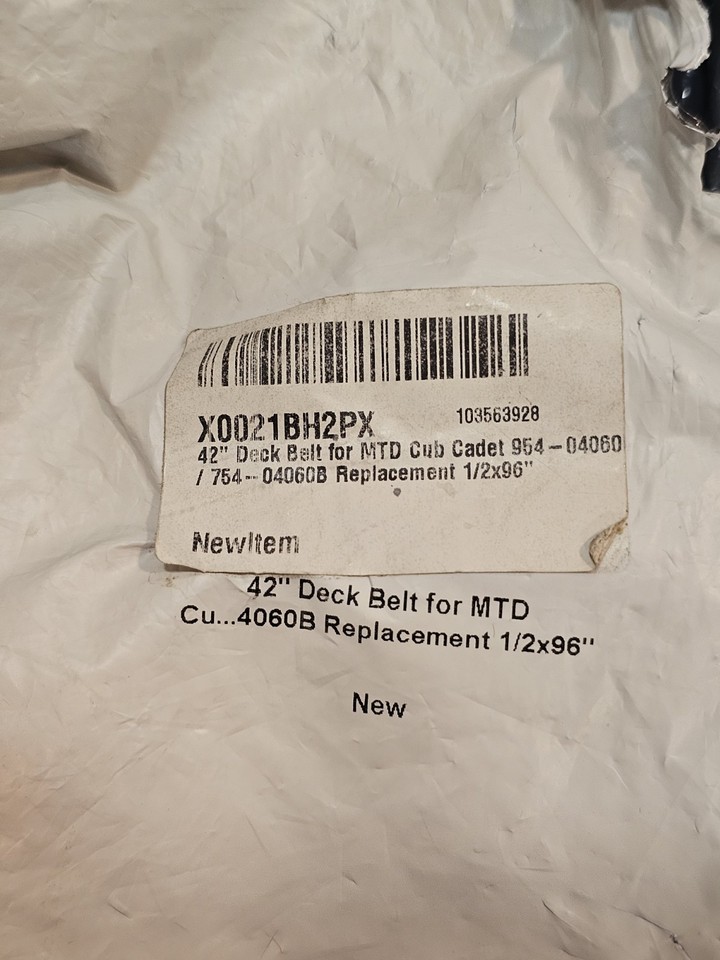 X0021BH2PX 103563928
42" Deck Belt for MTD Cub Cadet 954-04060
/ 754--04060B Replacement 1/2x96"
NewItem
42" Deck Belt for MTD
Cu...4060B Replacement 1/2x96"
New